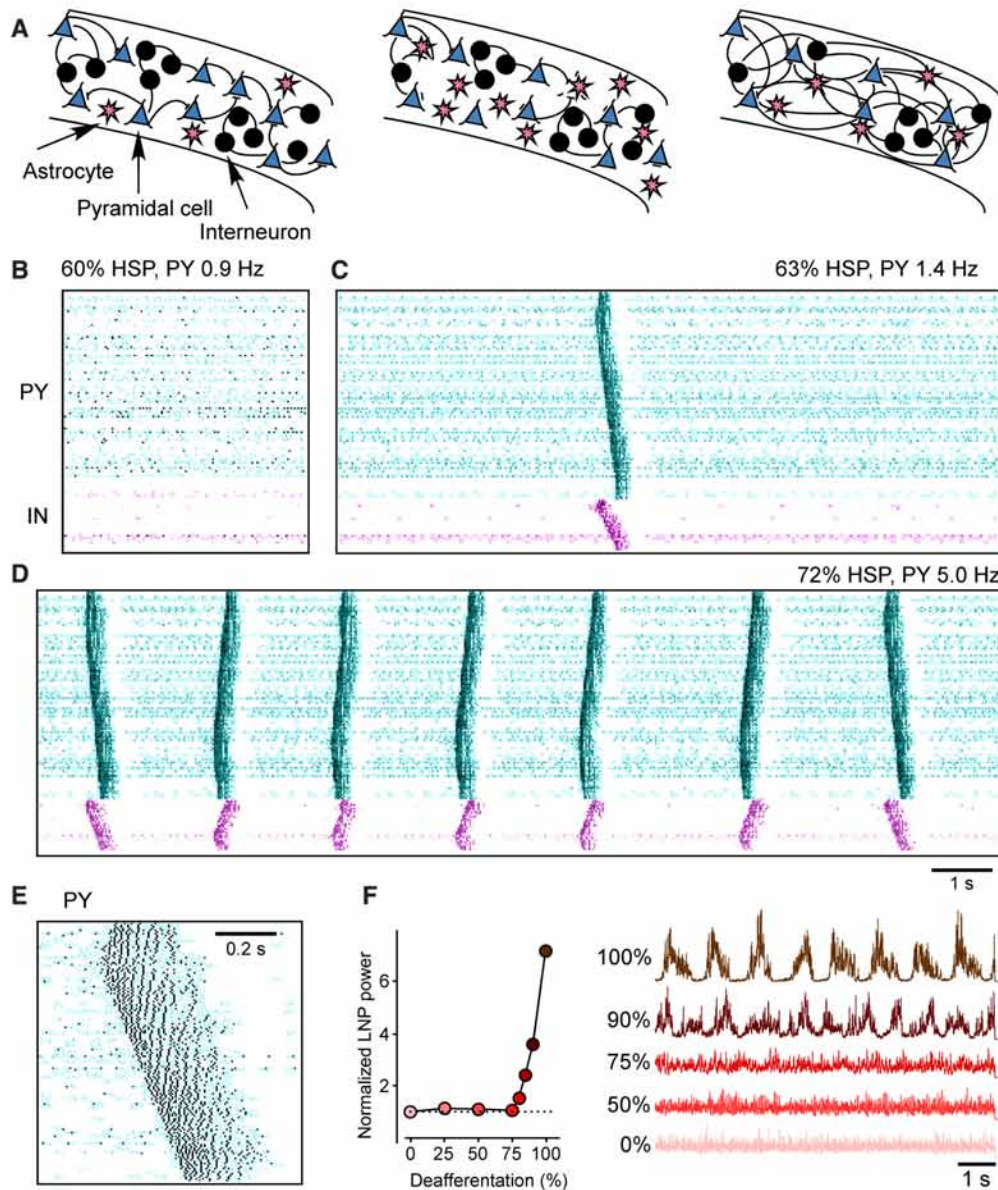 A
Astrocyte
Pyramidal cell
Interneuron
B 60% HSP, PY 0.9 Hz
C 63% HSP, PY 1.4 Hz
PY
IN
D 72% HSP, PY 5.0 Hz
1 s
E PY
0.2 s
F
Normalized LNP power
6
4
2
0 25 50 75 100
Deafferentation (%)
100%
90%
75%
50%
0%
1 s